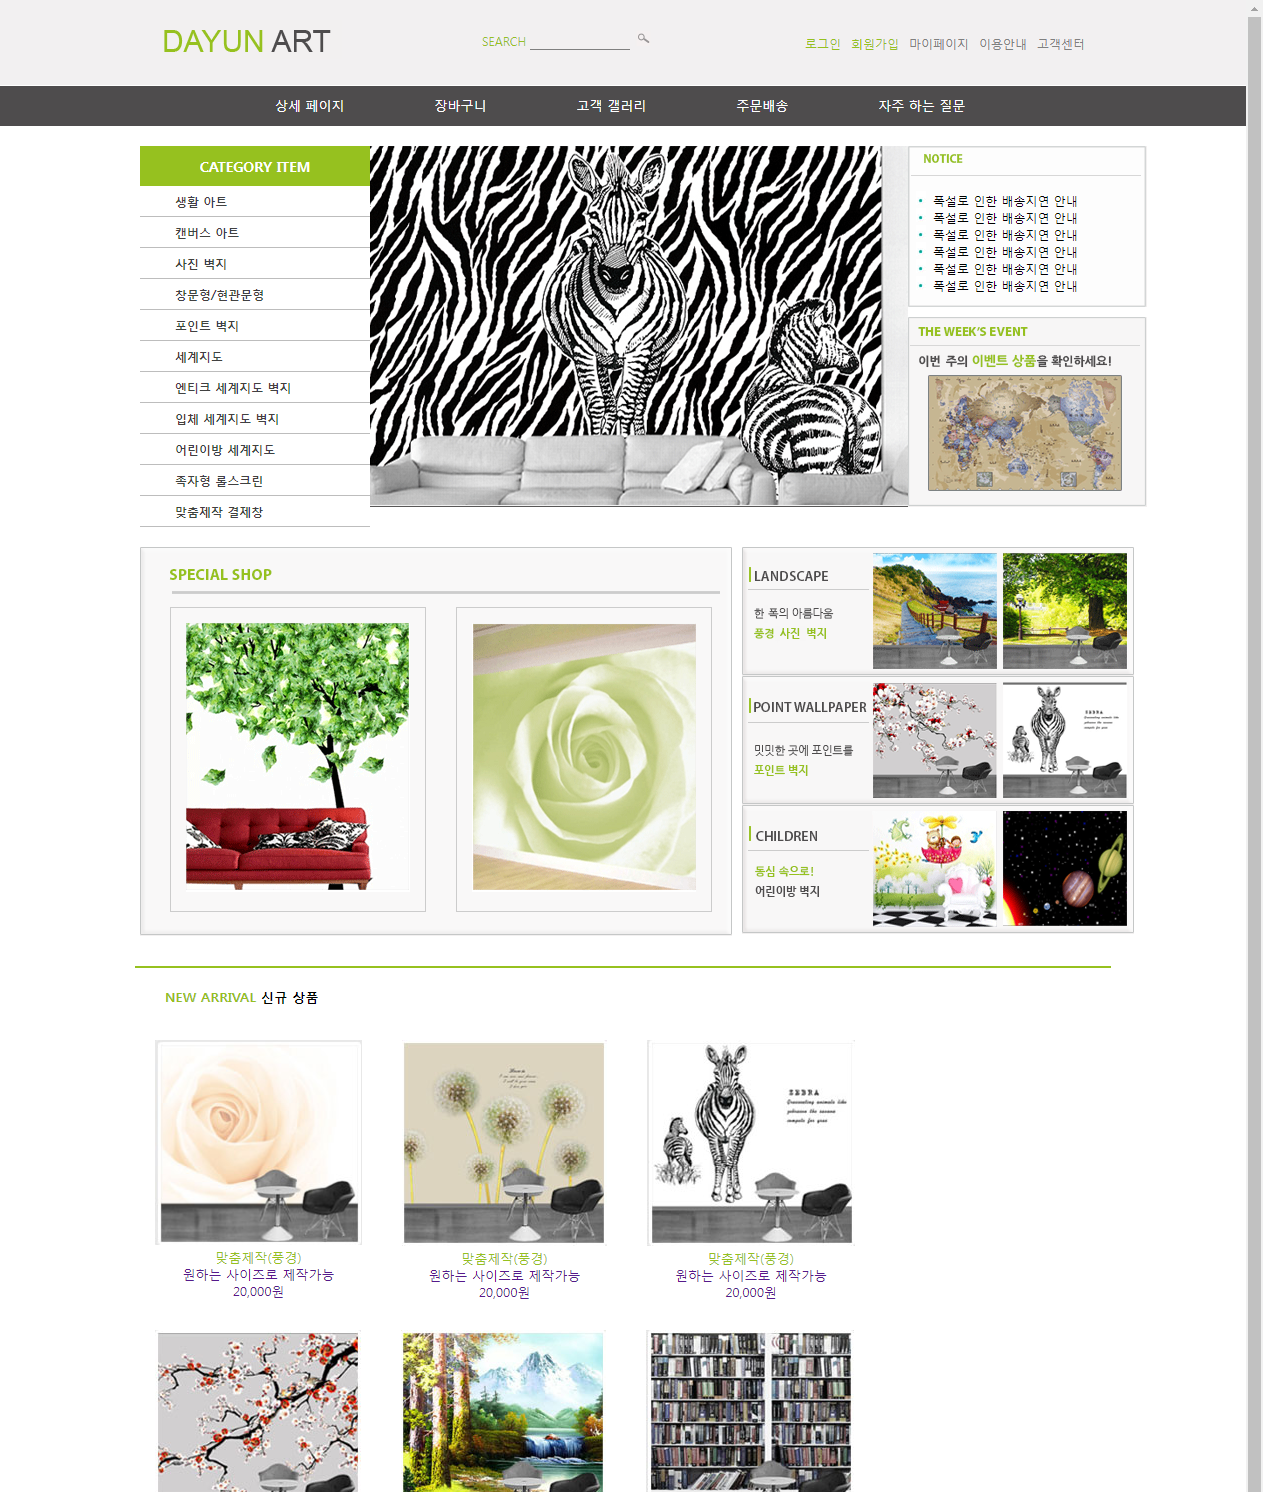 DAYUN ART
SEARCH
로그인 회원가입 마이페이지 이용안내 고객센터
상세 페이지 장바구니 고객 갤러리 주문배송 자주 하는 질문
CATEGORY ITEM
생활 아트
캔버스 아트
사진 벽지
창문형/현관문형
포인트 벽지
세계지도
엔티크 세계지도 벽지
입체 세계지도 벽지
어린이방 세계지도
족자형 롤스크린
맞춤제작 결제창
NOTICE
폭설로 인한 배송지연 안내
폭설로 인한 배송지연 안내
폭설로 인한 배송지연 안내
폭설로 인한 배송지연 안내
폭설로 인한 배송지연 안내
폭설로 인한 배송지연 안내
THE WEEK'S EVENT
이번 주의 이벤트 상품을 확인하세요!
SPECIAL SHOP
LANDSCAPE
한 폭의 아름다움
풍경 사진 벽지
POINT WALLPAPER
밋밋한 곳에 포인트를
포인트 벽지
ZEBRA
CHILDREN
동심 속으로!
어린이방 벽지
NEW ARRIVAL 신규 상품
ZEBRA
맞춤제작(풍경)
원하는 사이즈로 제작가능
20,000원
맞춤제작(풍경)
원하는 사이즈로 제작가능
20,000원
맞춤제작(풍경)
원하는 사이즈로 제작가능
20,000원